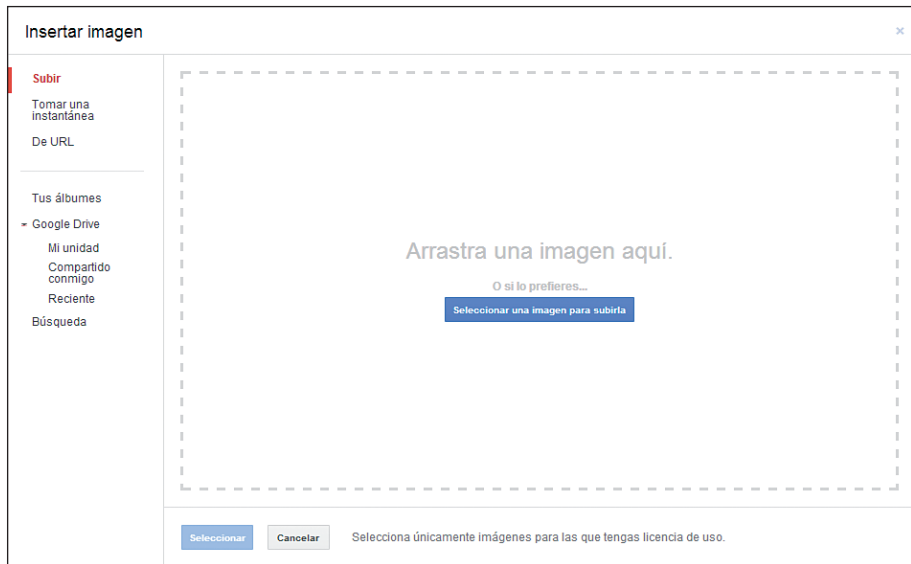 Insertar imagen
×
Subir
Tomar una
instantánea
De URL
Tus álbumes
Google Drive
Mi unidad
Compartido
conmigo
Reciente
Búsqueda
Arrastra una imagen aquí.
O si lo prefieres...
Seleccionar una imagen para subirla
Seleccionar
Cancelar
Selecciona únicamente imágenes para las que tengas licencia de uso.